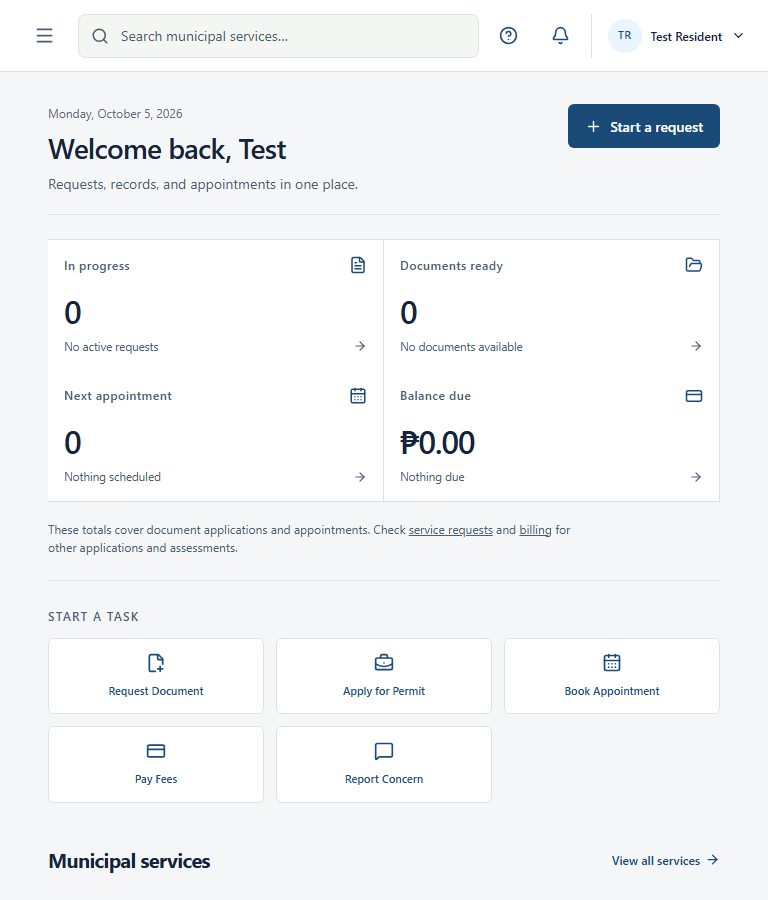 Search municipal services...
TR
Test Resident
Monday, October 5, 2026
Welcome back, Test
Start a request
Requests, records, and appointments in one place.
In progress
0
No active requests
Documents ready
0
No documents available
Next appointment
0
Nothing scheduled
Balance due
₱0.00
Nothing due
These totals cover document applications and appointments. Check service requests and billing for
other applications and assessments.
START A TASK
Request Document
Apply for Permit
Book Appointment
Pay Fees
Report Concern
Municipal services
View all services